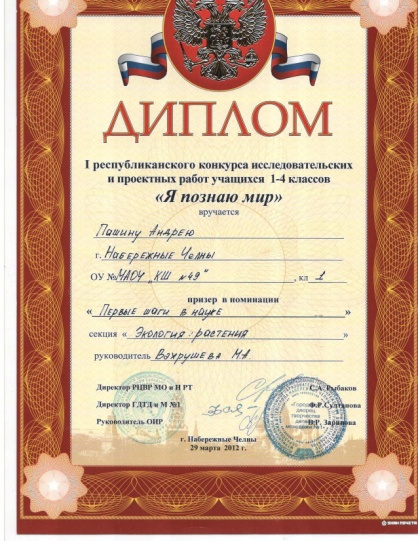 ДИПЛОМ
I республиканского конкурса исследовательских
и проектных работ учащихся 1-4 классов
«Я познаю мир»
вручается
Пашину Андрею
г. Набережные Челны
ОУ № МАОУ „КШ №49" , кл 1
призер в номинации
« Первые шаги в науке »
секция « Экология: растения »
руководитель Вахрушева М.А.
Директор РЦВР МО и Н РТ С.А. Рыбаков
Директор ГДТД и М №1 Ф.Р. Султанова
Руководитель ОИР В.Р. Зарипова
г. Набережные Челны
29 марта 2012 г.